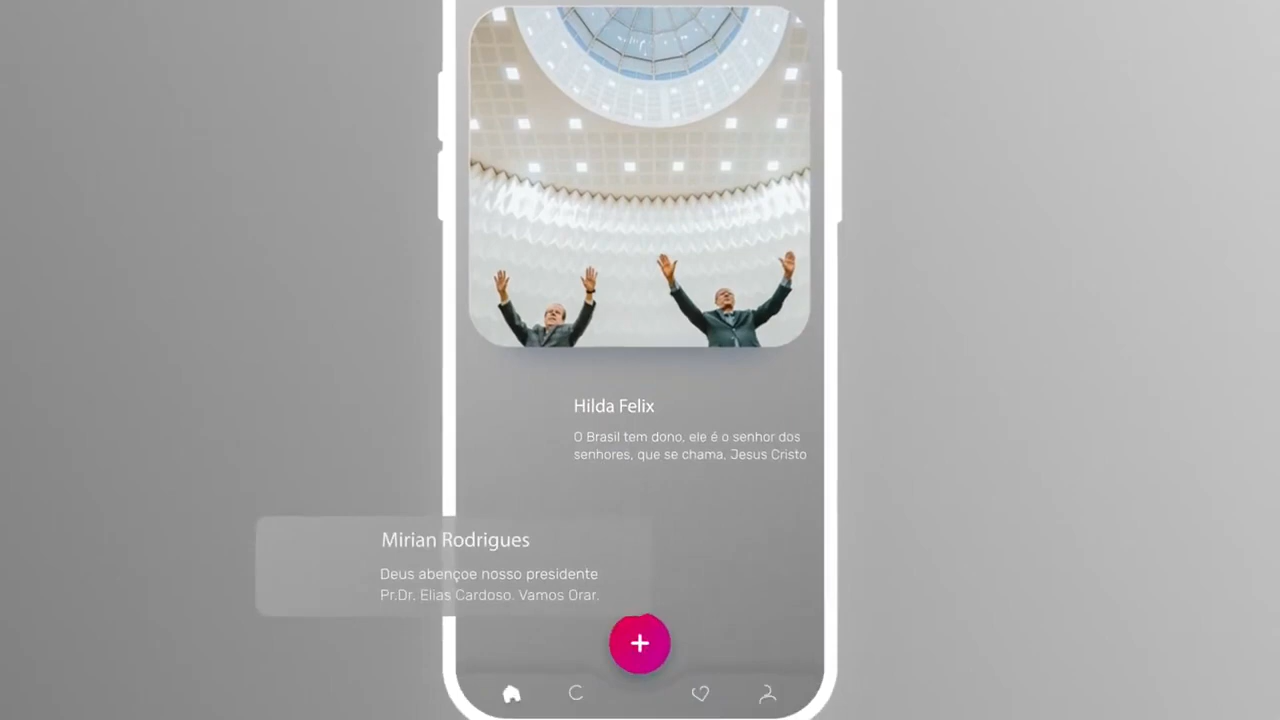 Hilda Felix
O Brasil tem dono, ele é o senhor dos
senhores, que se chama, Jesus Cristo
Mirian Rodrigues
Deus abençoe nosso presidente
Pr.Dr. Elias Cardoso. Vamos Orar.